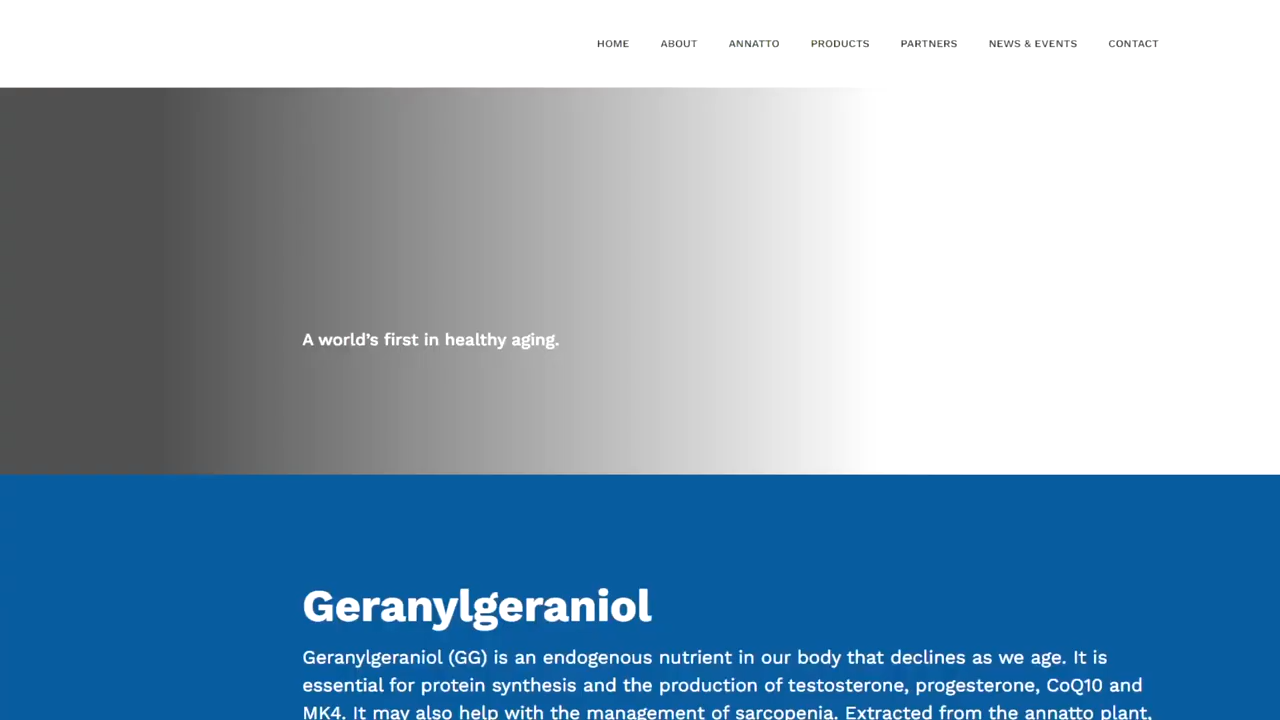 HOME ABOUT ANNATTO PRODUCTS PARTNERS NEWS & EVENTS CONTACT
A world’s first in healthy aging.
Geranylgeraniol
Geranylgeraniol (GG) is an endogenous nutrient in our body that declines as we age. It is
essential for protein synthesis and the production of testosterone, progesterone, CoQ10 and
MK4. It may also help with the management of sarcopenia. Extracted from the annatto plant,